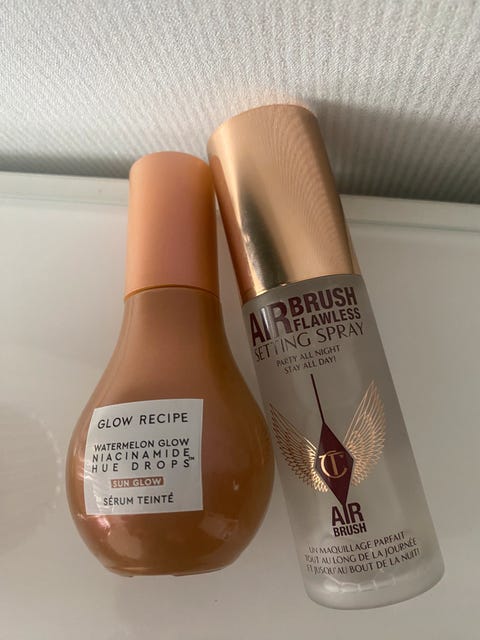 GLOW RECIPE
WATERMELON GLOW
NIACINAMIDE
HUE DROPS™
SUN GLOW
SÉRUM TEINTÉ
AIRBRUSH
FLAWLESS
SETTING SPRAY
PARTY ALL NIGHT
STAY ALL DAY!
CT
AIR
BRUSH
UN MAQUILLAGE PARFAIT
TOUT AU LONG DE LA JOURNÉE
ET JUSQU'AU BOUT DE LA NUIT!